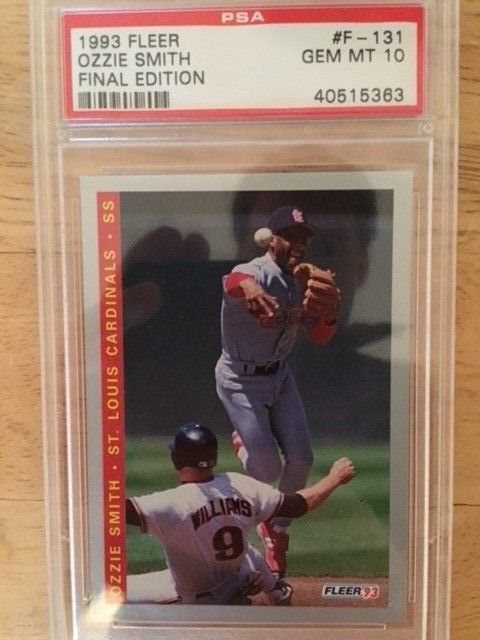 PSA
1993 FLEER #F-131
OZZIE SMITH GEM MT 10
FINAL EDITION
40515363
OZZIE SMITH · ST. LOUIS CARDINALS · SS
WILLIAMS
9
FLEER '93